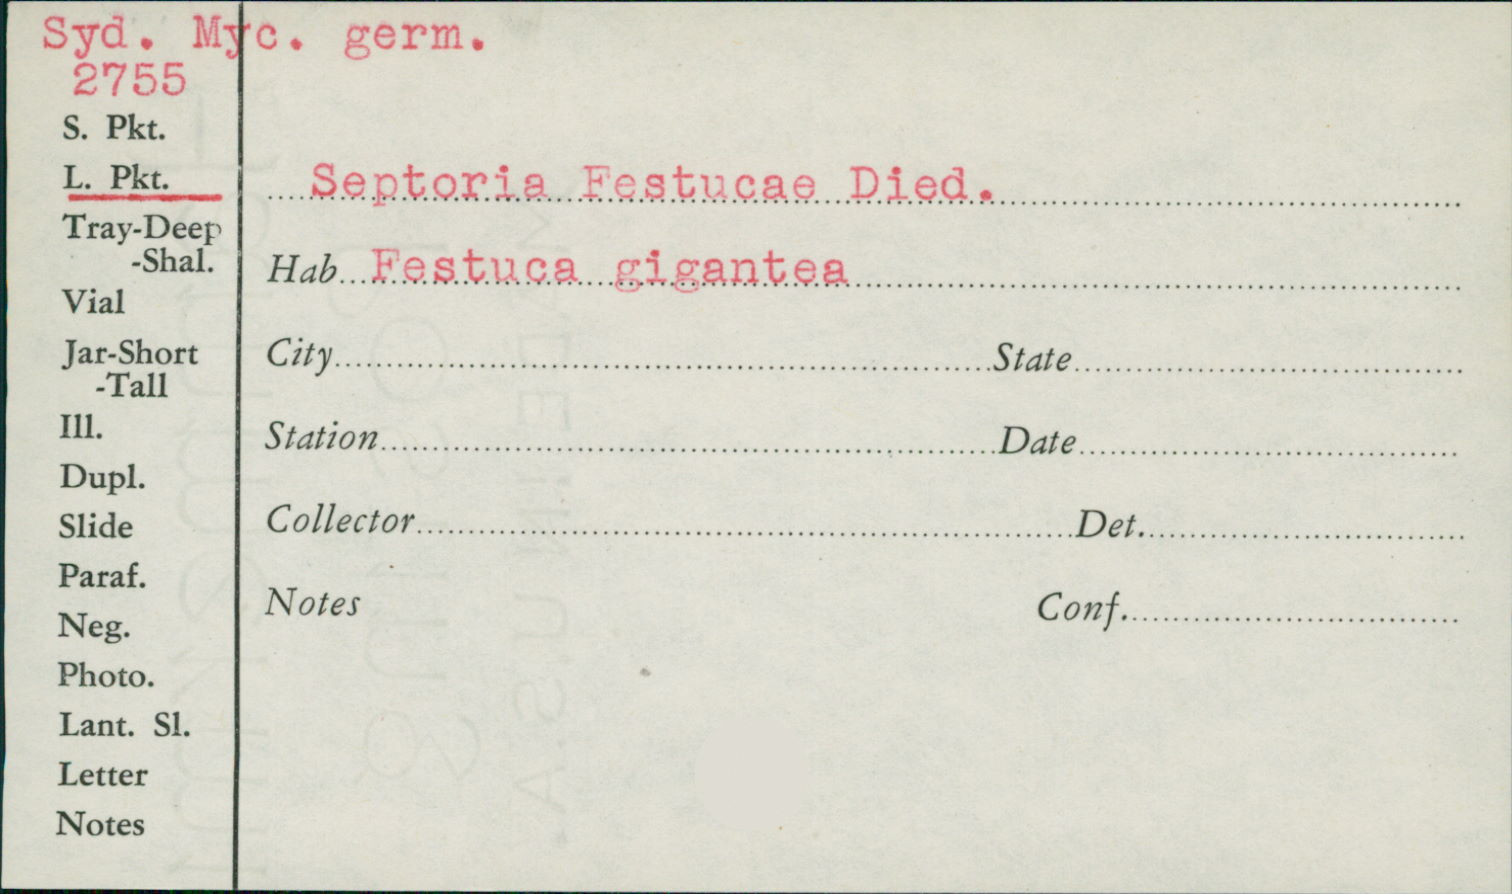 Syd. Myc. germ.
2755
S. Pkt.
L. Pkt.
Tray-Deep
-Shal.
Vial
Jar-Short
-Tall
Ill.
Dupl.
Slide
Paraf.
Neg.
Photo.
Lant. Sl.
Letter
Notes
Septoria Festucae Died.
Hab. Festuca gigantea
City State
Station Date
Collector Det.
Notes Conf.